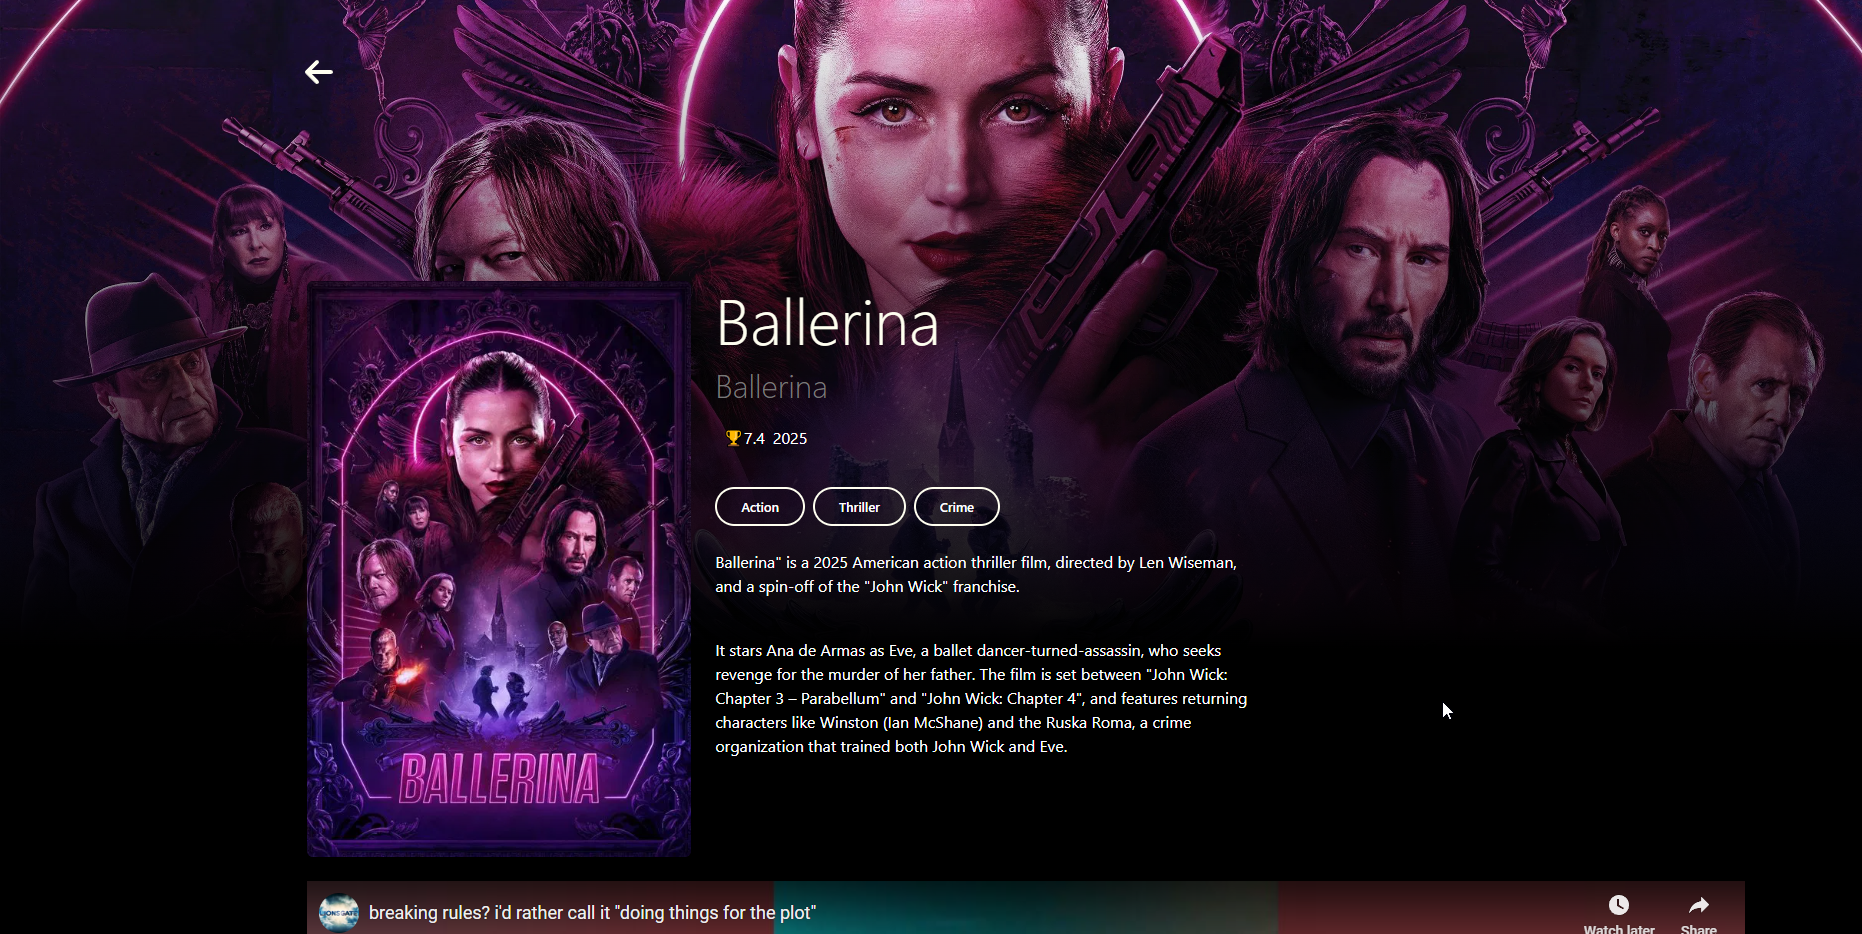 Ballerina
Ballerina
7.4 2025
Action
Thriller
Crime
Ballerina" is a 2025 American action thriller film, directed by Len Wiseman,
and a spin-off of the "John Wick" franchise.
It stars Ana de Armas as Eve, a ballet dancer-turned-assassin, who seeks
revenge for the murder of her father. The film is set between "John Wick:
Chapter 3 – Parabellum" and "John Wick: Chapter 4", and features returning
characters like Winston (Ian McShane) and the Ruska Roma, a crime
organization that trained both John Wick and Eve.
BALLERINA
LIONSGATE
breaking rules? i'd rather call it "doing things for the plot"
Watch later
Share